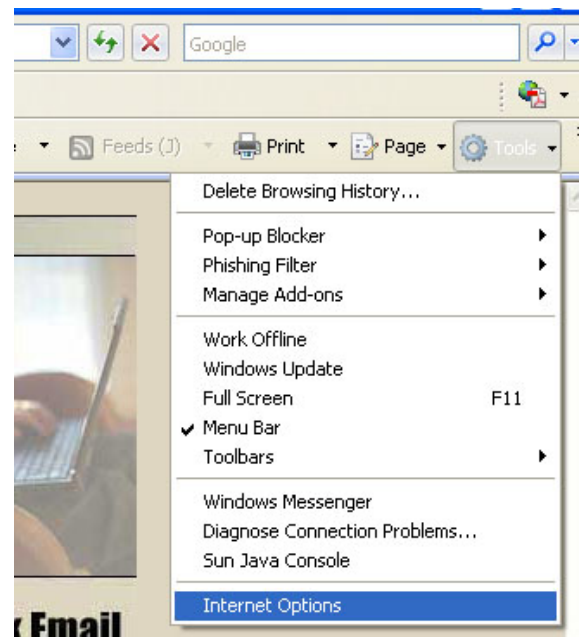 Google
Feeds (J) Print Page Tools
Delete Browsing History...
Pop-up Blocker
Phishing Filter
Manage Add-ons
Work Offline
Windows Update
Full Screen F11
Menu Bar
Toolbars
Windows Messenger
Diagnose Connection Problems...
Sun Java Console
Internet Options
Email